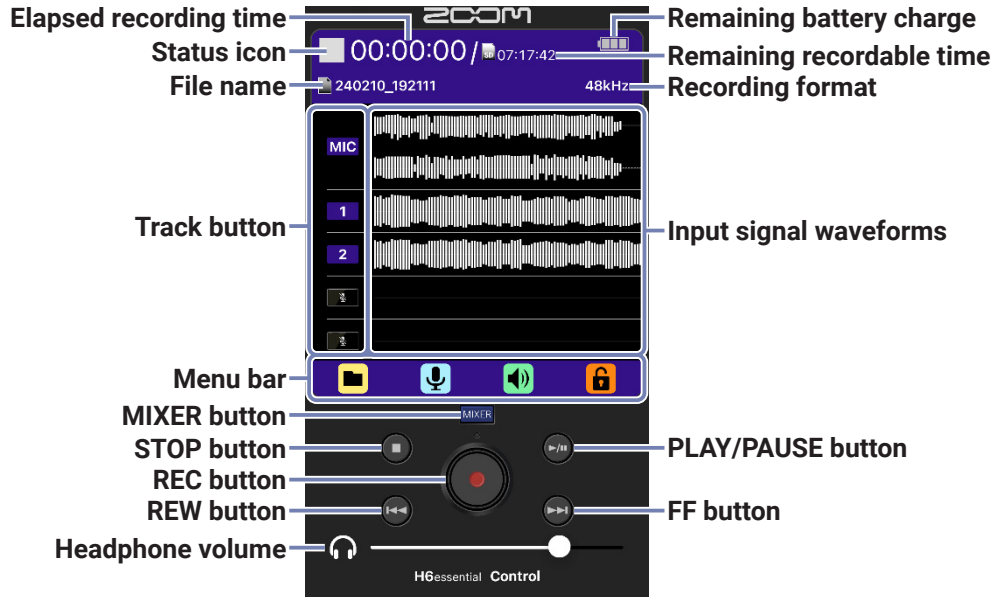 Elapsed recording time
ZOOM
Remaining battery charge
Status icon
00:00:00/
07:17:42
Remaining recordable time
File name
240210_192111
48kHz
Recording format
MIC
Track button
1
Input signal waveforms
2
Menu bar
MIXER button
MIXER
STOP button
PLAY/PAUSE button
REC button
REW button
FF button
Headphone volume
H6essential Control